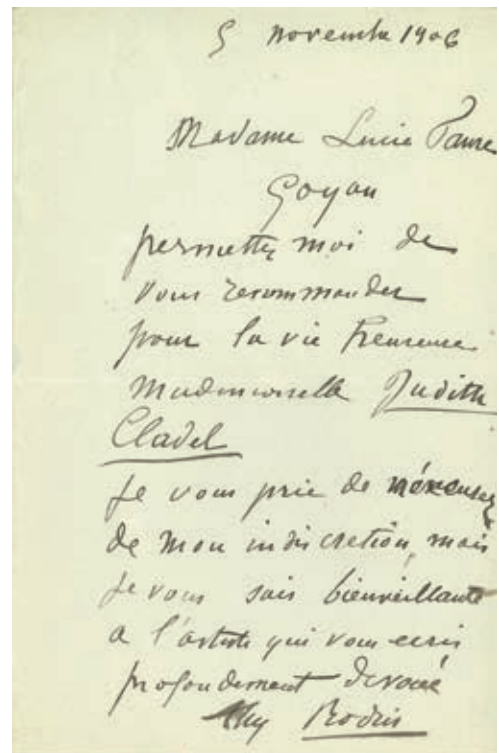 5 novembre 1906
Madame Lucie Faure
Goyau
permettez moi de
vous recommander
pour la vie heureuse
Mademoiselle Judith
Cladel
je vous prie de m'excuser
de mon indiscretion, mais
je vous sais bienveillante
a l'artiste qui vous ecris
profondement devoué
Aug Rodin